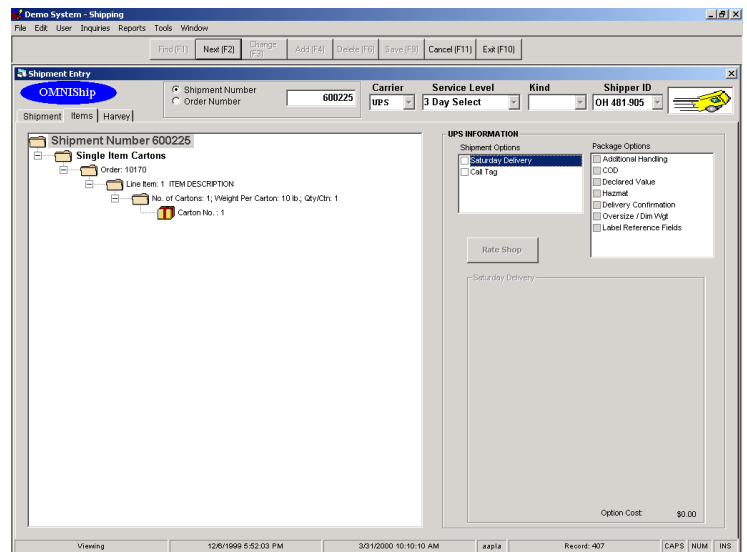 Demo System - Shipping
File Edit User Inquiries Reports Tools Window
Find (F1) Next (F2) Change (F3) Add (F4) Delete (F6) Save (F9) Cancel (F11) Exit (F10)
Shipment Entry
OMNIShip
Shipment Number
Order Number
600225
Carrier Service Level Kind Shipper ID
UPS 3 Day Select OH 481-905
Shipment Items Harvey
Shipment Number 600225
Single Item Cartons
Order: 10170
Line Item: 1 ITEM DESCRIPTION
No. of Cartons: 1; Weight Per Carton: 10 lb.; Qty/Ctn: 1
Carton No. : 1
UPS INFORMATION
Shipment Options
Saturday Delivery
Call Tag
Package Options
Additional Handling
COD
Declared Value
Hazmat
Delivery Confirmation
Oversize / Dim Wgt
Label Reference Fields
Rate Shop
Saturday Delivery
Option Cost: $0.00
Viewing 12/6/1999 5:52:03 PM 3/31/2000 10:10:10 AM aapla Record: 407 CAPS NUM INS